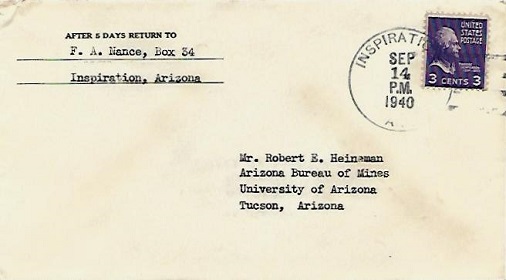 AFTER 5 DAYS RETURN TO
F. A. Nance, Box 34
Inspiration, Arizona
INSPIRATI
SEP
14
P.M.
1940
UNITED
STATES
POSTAGE
3 CENTS 3
Mr. Robert E. Heineman
Arizona Bureau of Mines
University of Arizona
Tucson, Arizona